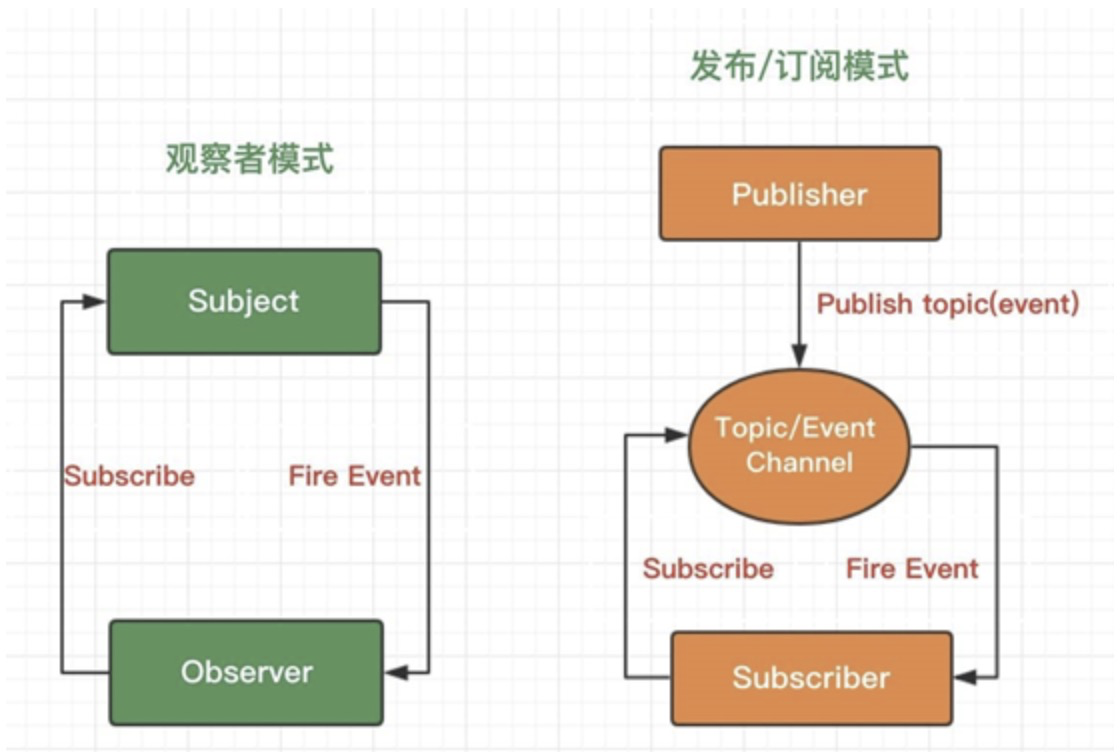 观察者模式
Subject
Subscribe
Fire Event
Observer
发布/订阅模式
Publisher
Publish topic(event)
Topic/Event
Channel
Subscribe
Fire Event
Subscriber